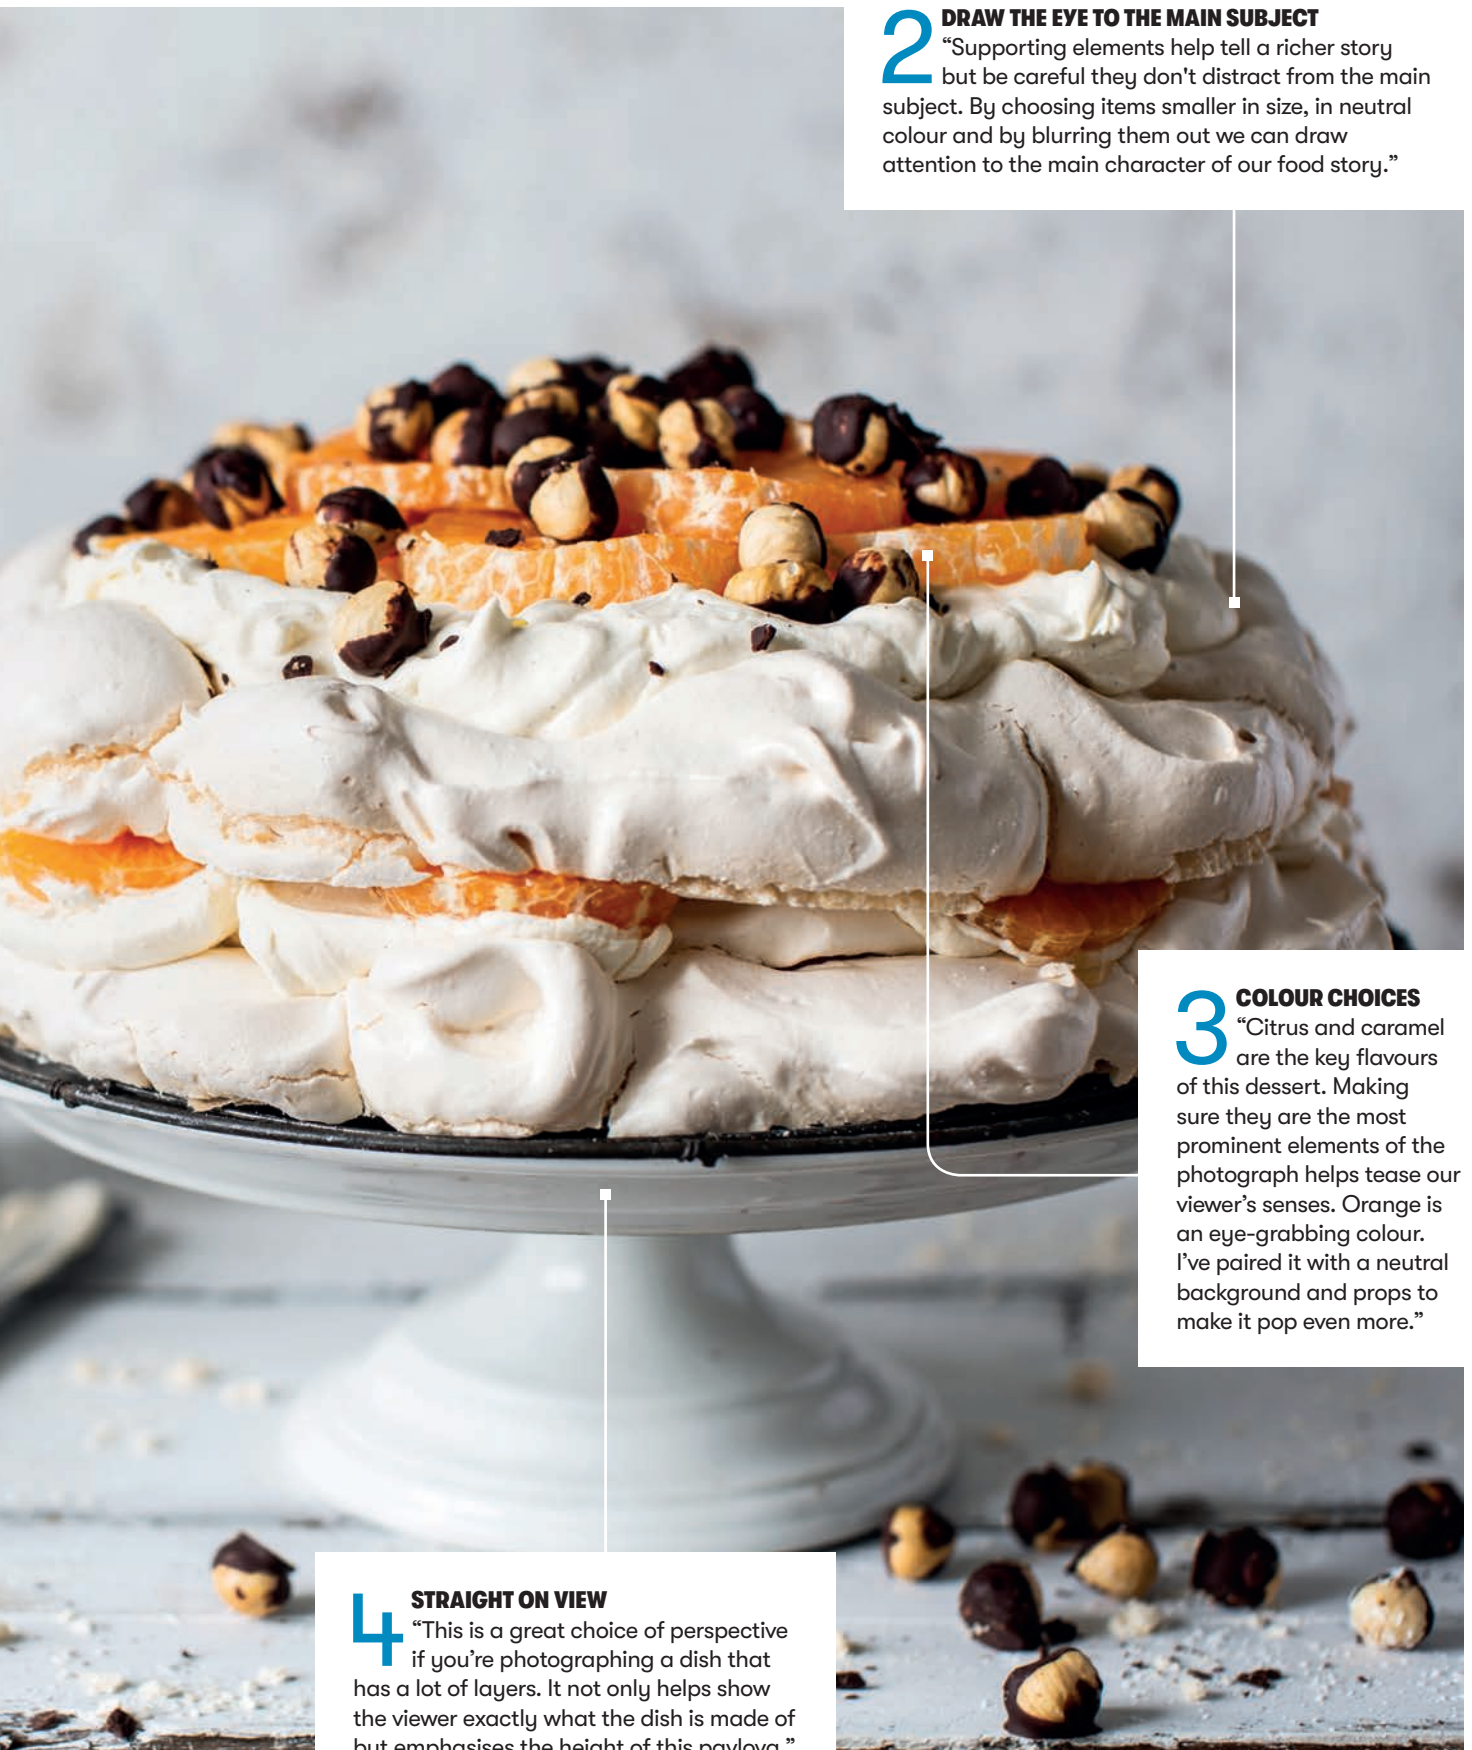 2 DRAW THE EYE TO THE MAIN SUBJECT
“Supporting elements help tell a richer story
but be careful they don't distract from the main
subject. By choosing items smaller in size, in neutral
colour and by blurring them out we can draw
attention to the main character of our food story.”
3 COLOUR CHOICES
“Citrus and caramel
are the key flavours
of this dessert. Making
sure they are the most
prominent elements of the
photograph helps tease our
viewer’s senses. Orange is
an eye-grabbing colour.
I’ve paired it with a neutral
background and props to
make it pop even more.”
4 STRAIGHT ON VIEW
“This is a great choice of perspective
if you’re photographing a dish that
has a lot of layers. It not only helps show
the viewer exactly what the dish is made of
but emphasises the height of this pavlova.”